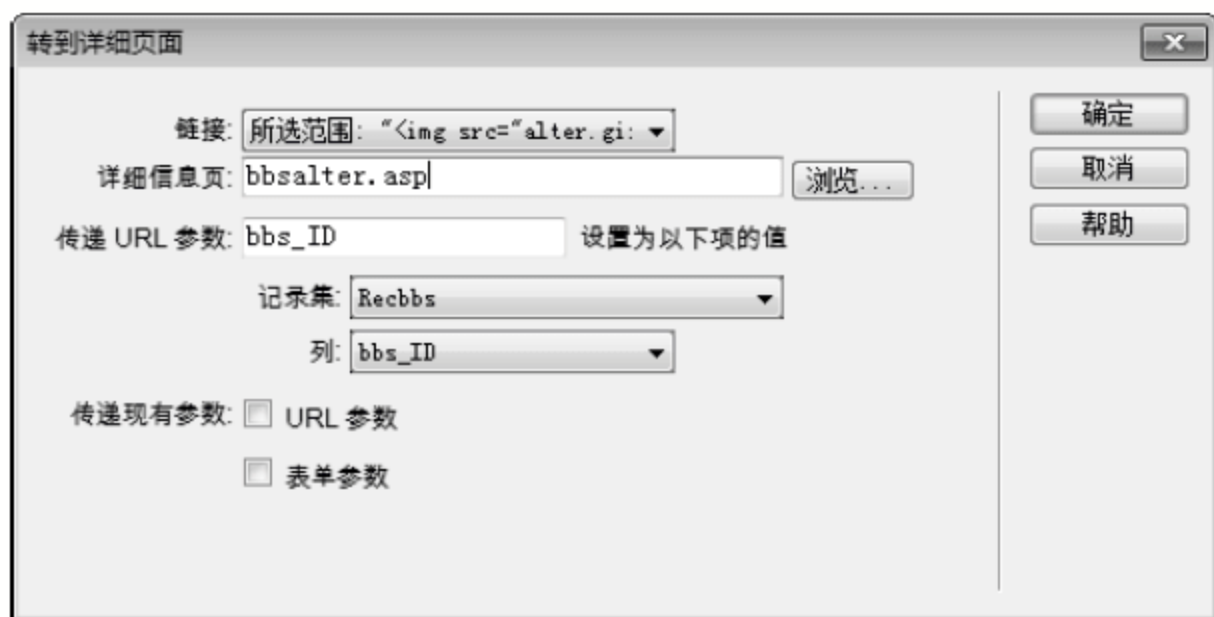 转到详细页面
链接: 所选范围: "<img src="alter.gi:
确定
详细信息页: bbsalter.asp 浏览...
取消
传递 URL 参数: bbs_ID 设置为以下项的值
帮助
记录集: Recbbs
列: bbs_ID
传递现有参数: URL 参数
表单参数